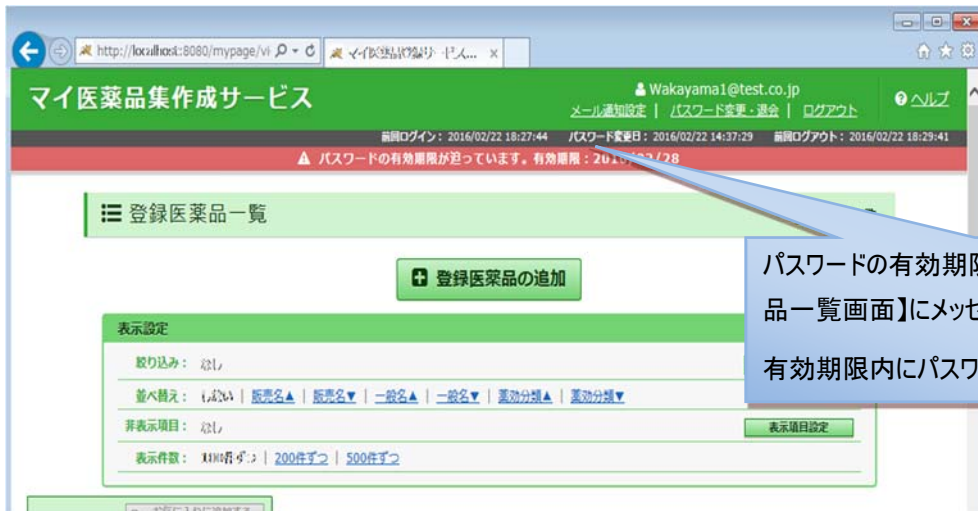 http://localhost:8080/mypage/vi
マイ医薬品集作成サービス
Wakayama1@test.co.jp
メール通知設定 | パスワード変更・退会 | ログアウト
ヘルプ
前回ログイン：2016/02/22 18:27:44 パスワード変更日：2016/02/22 14:37:29 前回ログアウト：2016/02/22 18:29:41
パスワードの有効期限が迫っています。有効期限：2016/02/28
登録医薬品一覧
登録医薬品の追加
パスワードの有効期限
品一覧画面】にメッセ
有効期限内にパスワ
表示設定
絞り込み： なし
並べ替え： しない | 販売名▲ | 販売名▼ | 一般名▲ | 一般名▼ | 薬効分類▲ | 薬効分類▼
非表示項目： なし
表示項目設定
表示件数： 100件ずつ | 200件ずつ | 500件ずつ